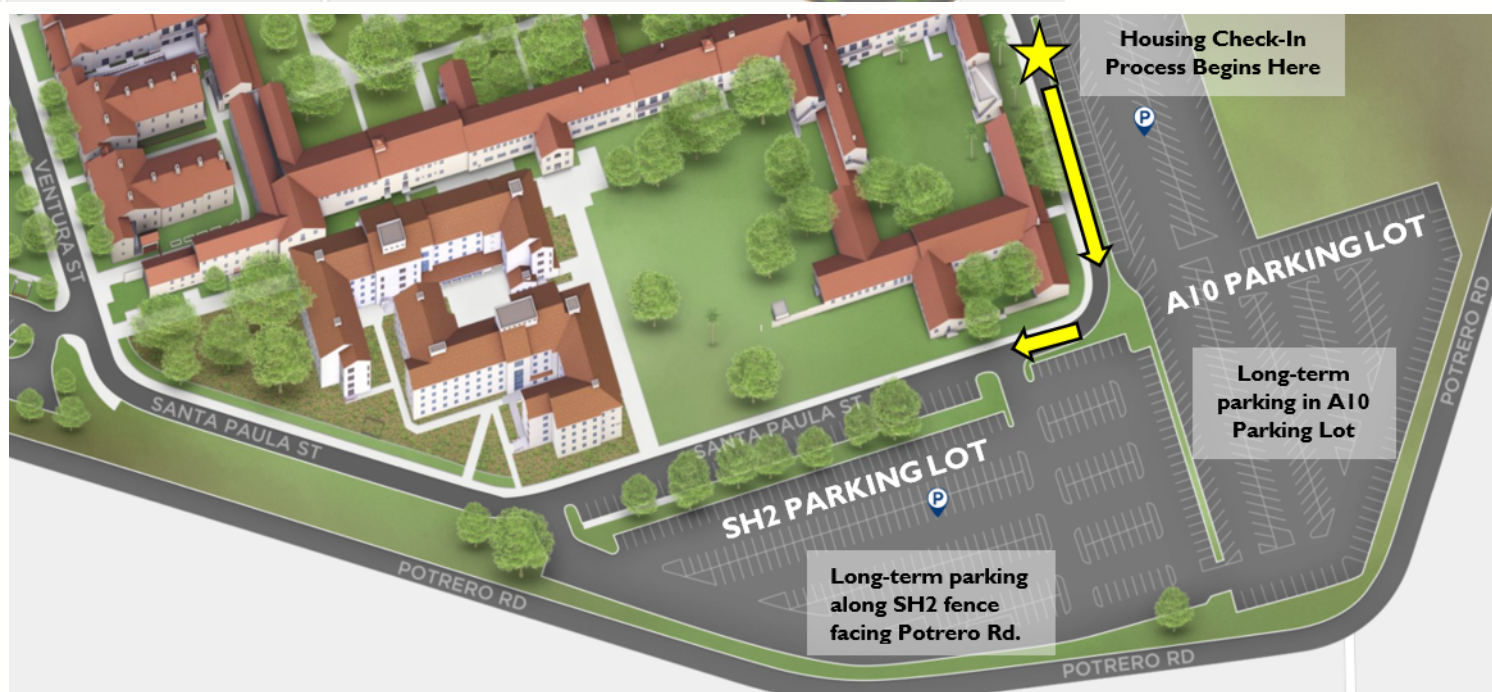 Housing Check-In
Process Begins Here
P
VENTURA ST
A10 PARKING LOT
POTRERO RD
Long-term
parking in A10
Parking Lot
SANTA PAULA ST
SANTA PAULA ST
SH2 PARKING LOT
P
Long-term parking
along SH2 fence
facing Potrero Rd.
POTRERO RD
POTRERO RD